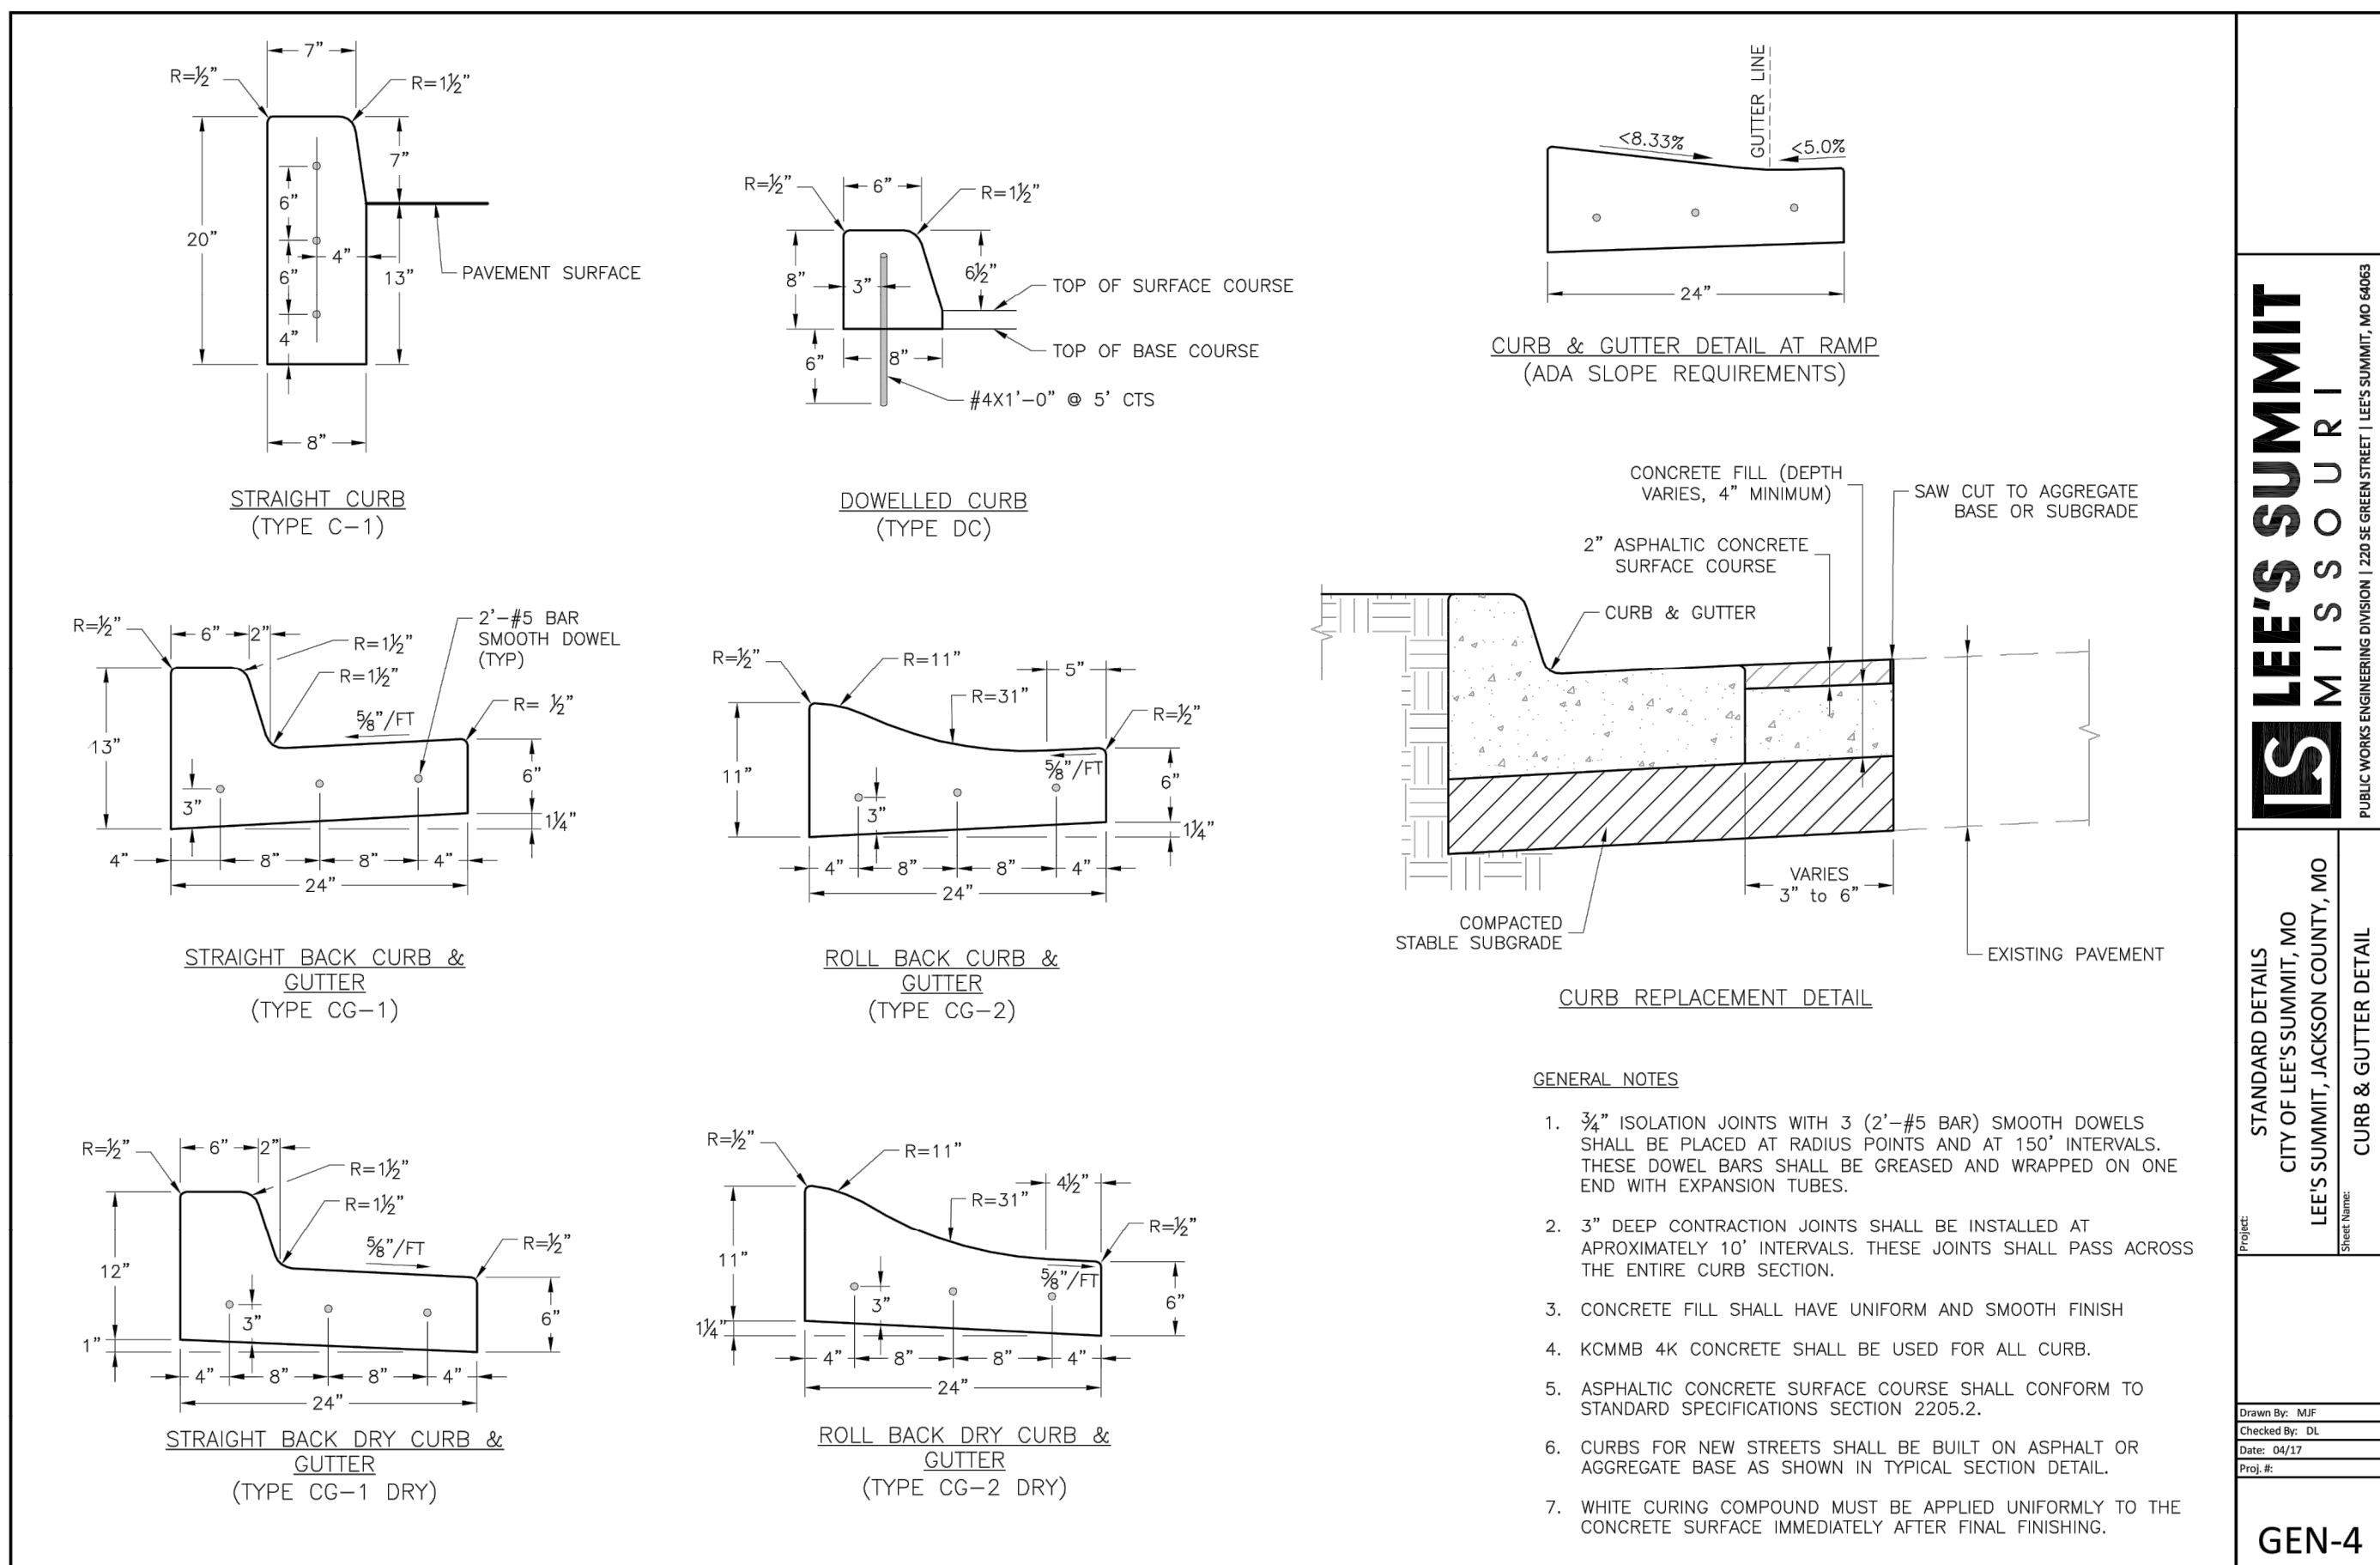 7"
R=½"
R=1½"
7"
20"
6"
6"
4"
13"
4"
8"
PAVEMENT SURFACE
STRAIGHT CURB
(TYPE C-1)
R=½"
6"
R=1½"
8"
3"
6½"
6"
8"
TOP OF SURFACE COURSE
TOP OF BASE COURSE
#4X1'-0" @ 5' CTS
DOWELLED CURB
(TYPE DC)
GUTTER LINE
<8.33%
<5.0%
24"
CURB & GUTTER DETAIL AT RAMP
(ADA SLOPE REQUIREMENTS)
R=½"
6"
2"
R=1½"
R=1½"
2'-#5 BAR
SMOOTH DOWEL
(TYP)
R= ½"
⅝"/FT
13"
3"
6"
1¼"
4"
8"
8"
4"
24"
STRAIGHT BACK CURB &
GUTTER
(TYPE CG-1)
R=½"
R=11"
5"
R=31"
R=½"
⅝"/FT
11"
3"
6"
1¼"
4"
8"
8"
4"
24"
ROLL BACK CURB &
GUTTER
(TYPE CG-2)
CONCRETE FILL (DEPTH
VARIES, 4" MINIMUM)
SAW CUT TO AGGREGATE
BASE OR SUBGRADE
2" ASPHALTIC CONCRETE
SURFACE COURSE
CURB & GUTTER
VARIES
3" to 6"
COMPACTED
STABLE SUBGRADE
EXISTING PAVEMENT
CURB REPLACEMENT DETAIL
R=½"
6"
2"
R=1½"
R=1½"
⅝"/FT
R=½"
12"
3"
6"
1"
4"
8"
8"
4"
24"
STRAIGHT BACK DRY CURB &
GUTTER
(TYPE CG-1 DRY)
R=½"
R=11"
4½"
R=31"
R=½"
⅝"/FT
11"
3"
6"
1¼"
4"
8"
8"
4"
24"
ROLL BACK DRY CURB &
GUTTER
(TYPE CG-2 DRY)
GENERAL NOTES
1. ¾" ISOLATION JOINTS WITH 3 (2'-#5 BAR) SMOOTH DOWELS
SHALL BE PLACED AT RADIUS POINTS AND AT 150' INTERVALS.
THESE DOWEL BARS SHALL BE GREASED AND WRAPPED ON ONE
END WITH EXPANSION TUBES.
2. 3" DEEP CONTRACTION JOINTS SHALL BE INSTALLED AT
APROXIMATELY 10' INTERVALS. THESE JOINTS SHALL PASS ACROSS
THE ENTIRE CURB SECTION.
3. CONCRETE FILL SHALL HAVE UNIFORM AND SMOOTH FINISH
4. KCMMB 4K CONCRETE SHALL BE USED FOR ALL CURB.
5. ASPHALTIC CONCRETE SURFACE COURSE SHALL CONFORM TO
STANDARD SPECIFICATIONS SECTION 2205.2.
6. CURBS FOR NEW STREETS SHALL BE BUILT ON ASPHALT OR
AGGREGATE BASE AS SHOWN IN TYPICAL SECTION DETAIL.
7. WHITE CURING COMPOUND MUST BE APPLIED UNIFORMLY TO THE
CONCRETE SURFACE IMMEDIATELY AFTER FINAL FINISHING.
LS
LEE'S SUMMIT
MISSOURI
PUBLIC WORKS ENGINEERING DIVISION | 220 SE GREEN STREET | LEE'S SUMMIT, MO 64063
Project:
STANDARD DETAILS
CITY OF LEE'S SUMMIT, MO
LEE'S SUMMIT, JACKSON COUNTY, MO
Sheet Name:
CURB & GUTTER DETAIL
Drawn By: MJF
Checked By: DL
Date: 04/17
Proj. #:
GEN-4